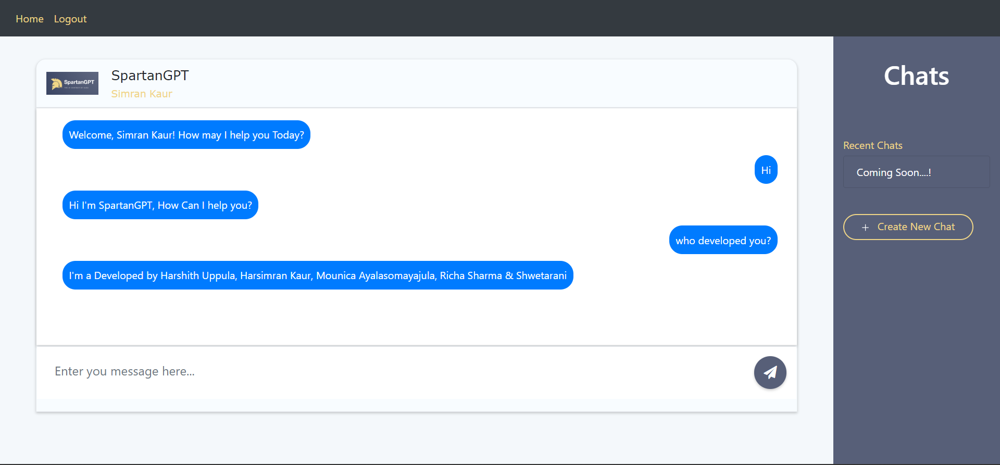 Home Logout
SpartanGPT
SpartanGPT
Simran Kaur
Welcome, Simran Kaur! How may I help you Today?
Hi
Hi I'm SpartanGPT, How Can I help you?
who developed you?
I'm a Developed by Harshith Uppula, Harsimran Kaur, Mounica Ayalasomayajula, Richa Sharma & Shwetarani
Enter you message here...
Chats
Recent Chats
Coming Soon....!
+ Create New Chat